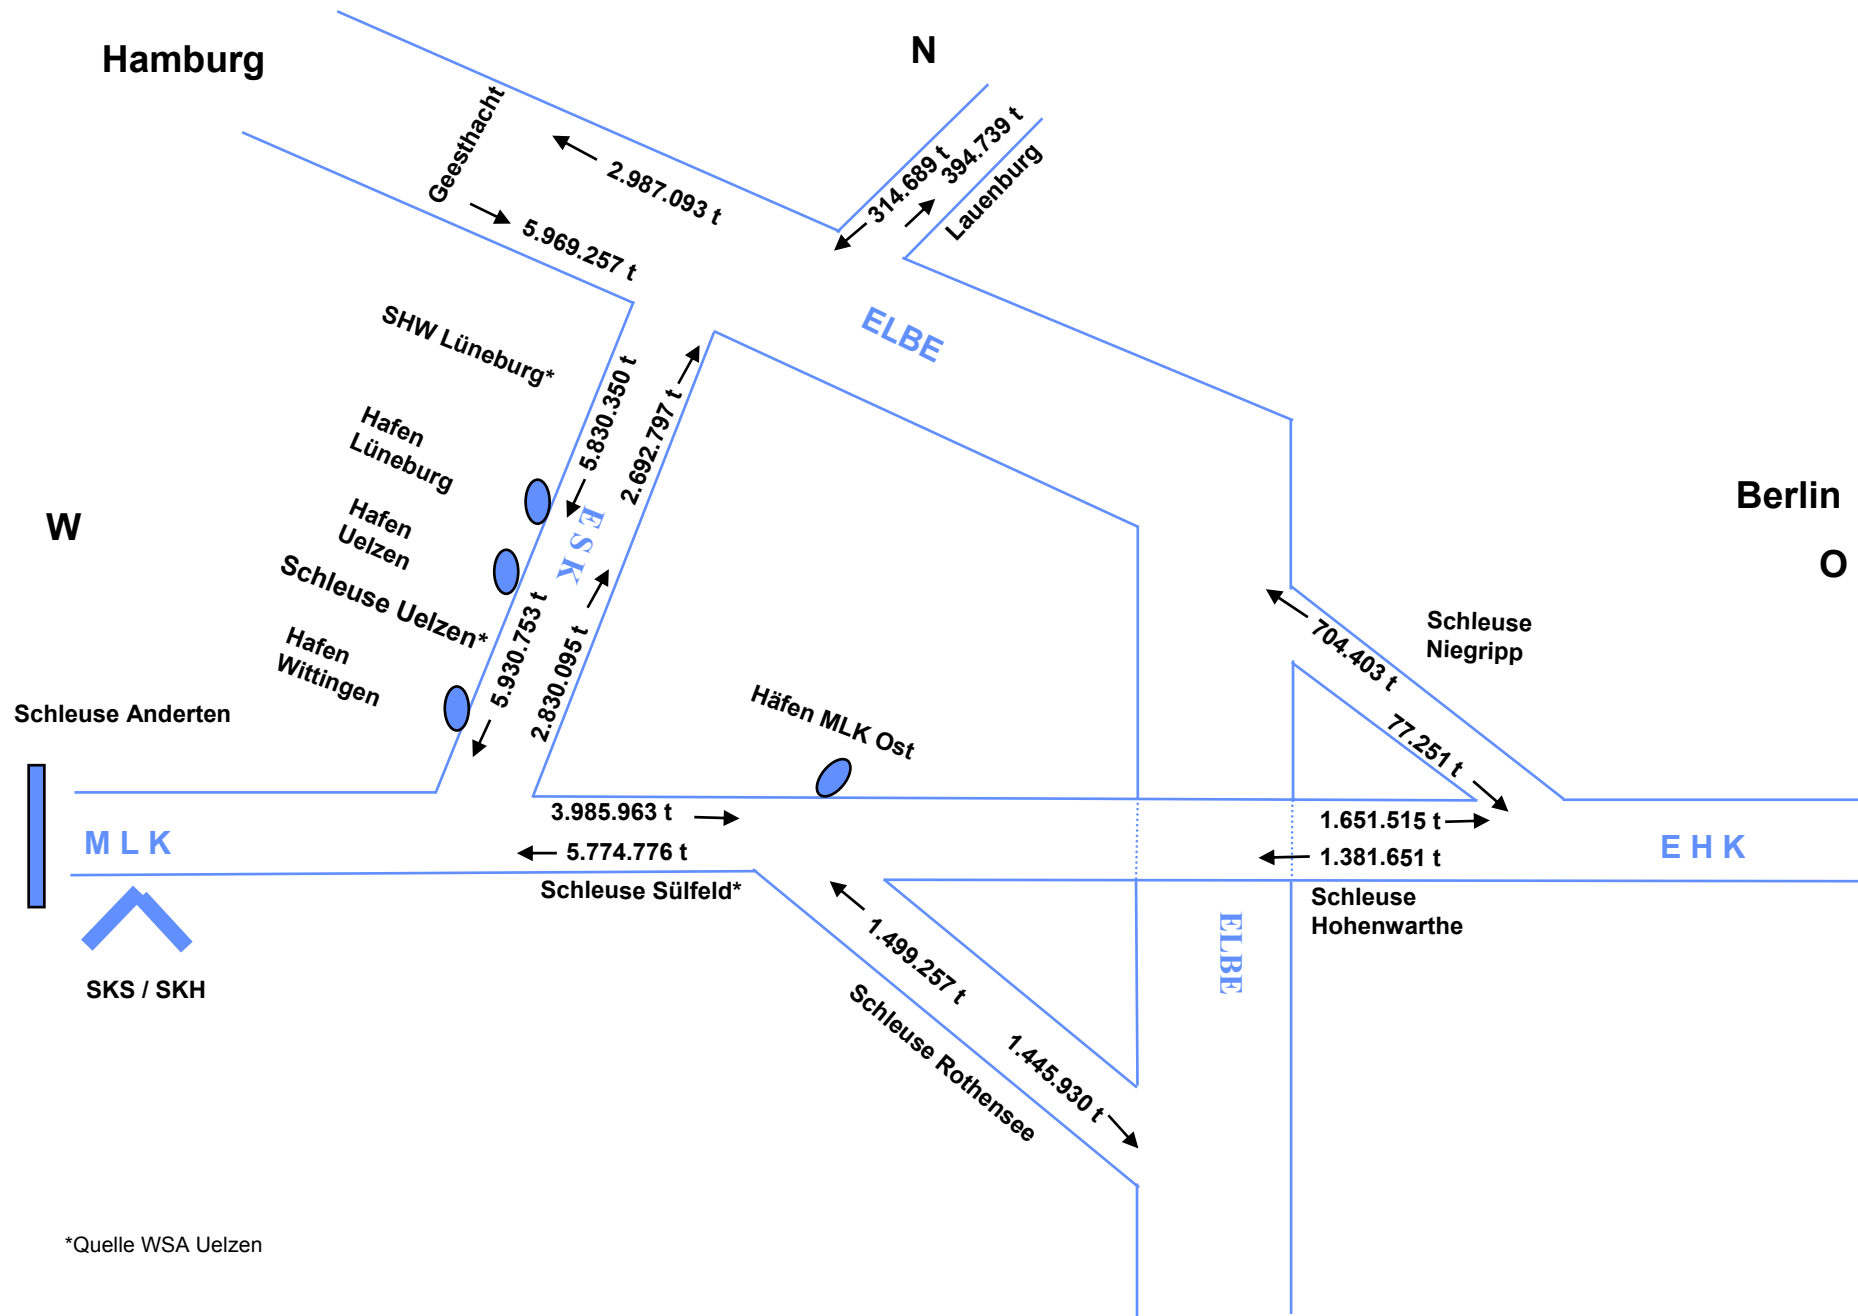 Hamburg
N
Geesthacht
2.987.093 t
5.969.257 t
314.689 t
394.739 t
Lauenburg
ELBE
SHW Lüneburg*
5.830.350 t
2.692.797 t
Hafen
Lüneburg
Hafen
Uelzen
ESK
W
Berlin
O
Schleuse Uelzen*
5.930.753 t
2.830.095 t
Hafen
Wittingen
Schleuse
Niegripp
704.403 t
77.251 t
Schleuse Anderten
Häfen MLK Ost
MLK
3.985.963 t
5.774.776 t
Schleuse Sülfeld*
1.651.515 t
1.381.651 t
EHK
Schleuse
Hohenwarthe
ELBE
1.499.257 t
1.445.930 t
Schleuse Rothensee
SKS / SKH
*Quelle WSA Uelzen